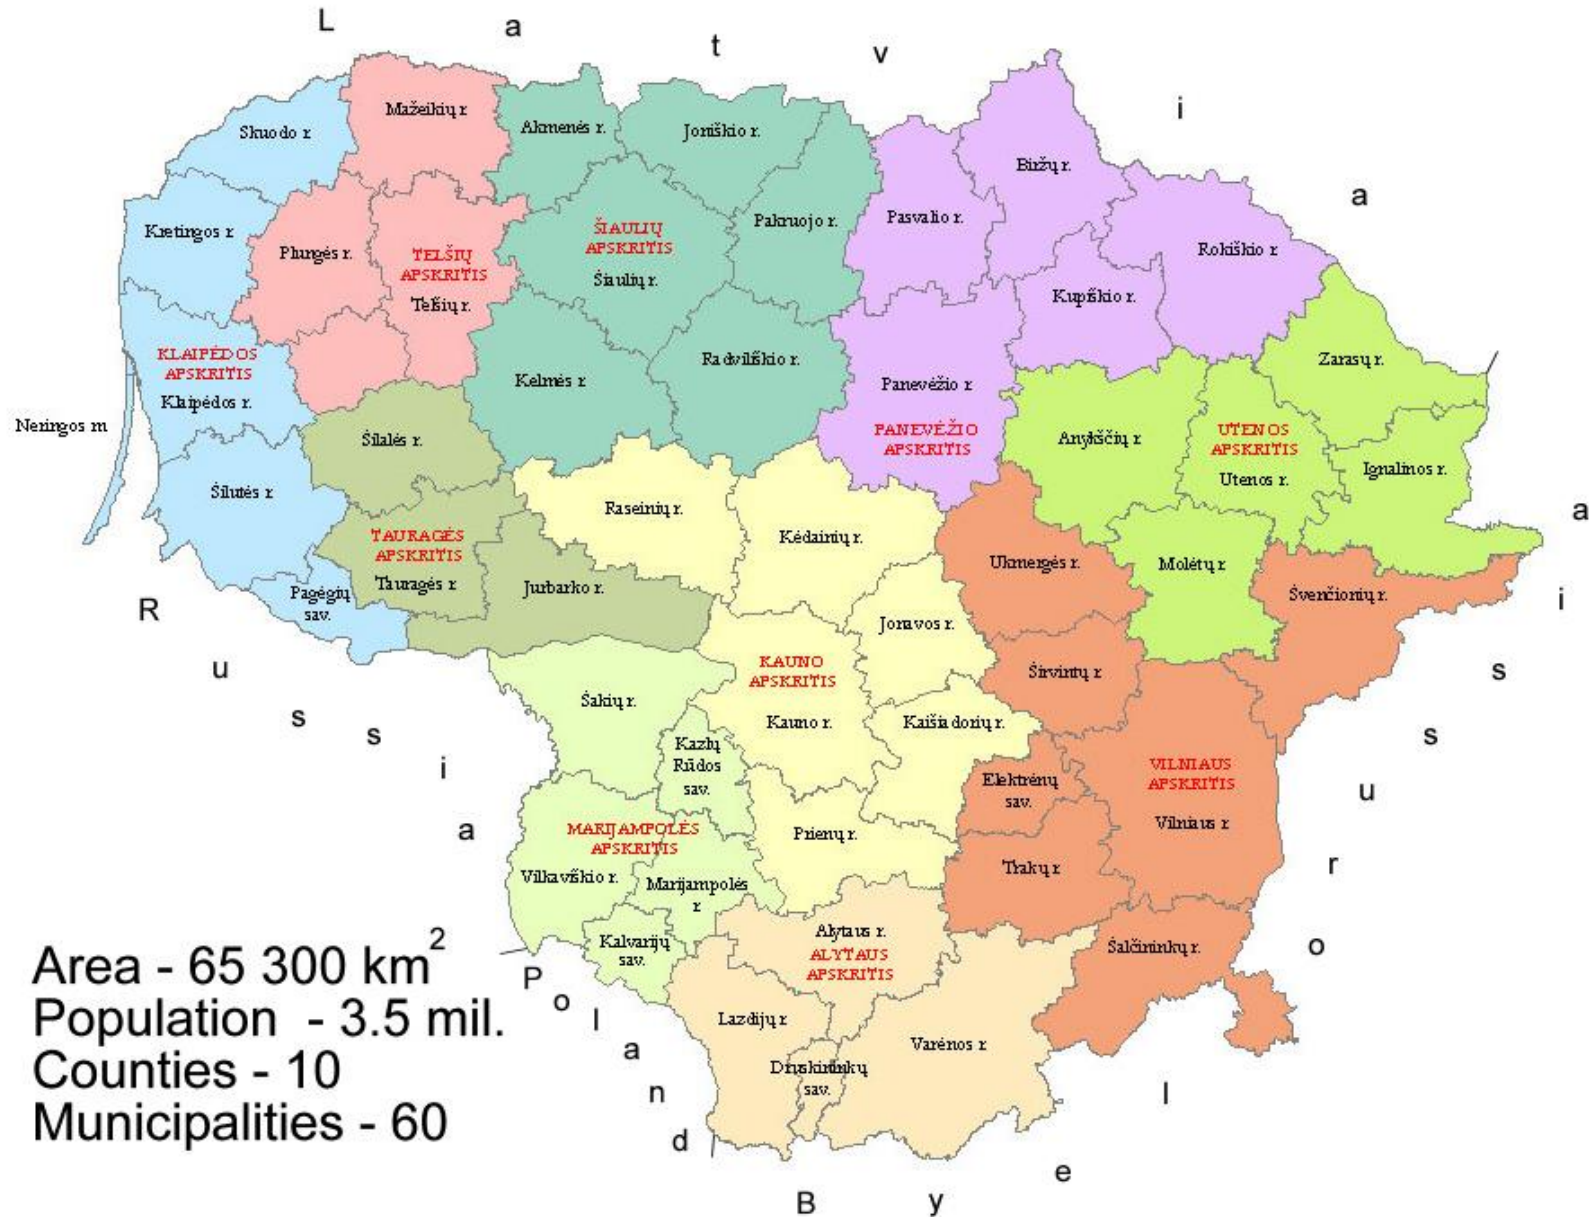 Latvia
Mažeikių r.
Akmenės r.
Joniškio r.
Skuodo r
Biržų r.
Pasvalio r.
Pakruojo r.
Kretingos r
Plungės r.
TELŠIŲ
APSKRITIS
Telšių r.
ŠIAULIŲ
APSKRITIS
Šiaulių r.
Rokiškio r
Kupiškio r.
KLAIPĖDOS
APSKRITIS
Klaipėdos r.
Neringos m
Kelmės r
Radviliškio r.
Panevėžio r
PANEVĖŽIO
APSKRITIS
Zarasų r.
Anykščių r
UTENOS
APSKRITIS
Utenos r.
Ignalinos r.
Šilalės r.
Šilutės r
Raseinių r.
Kėdainių r.
TAURAGĖS
APSKRITIS
Tauragės r
Jurbarko r.
Ukmergės r.
Molėtų r
Švenčionių r.
Pagėgių
sav.
Russia
Jonavos r.
KAUNO
APSKRITIS
Kauno r.
Širvintų r
Šakių r.
Kaišiadorių r.
Kazlų
Rūdos
sav.
Elektrėnų
sav.
VILNIAUS
APSKRITIS
Vilniaus r
MARIJAMPOLĖS
APSKRITIS
Prienų r.
Vilkaviškio r.
Marijampolės
r
Trakų r
Kalvarijų
sav.
Alytaus r.
ALYTAUS
APSKRITIS
Šalčininkų r.
Lazdijų r
Varėnos r
Druskininkų
sav.
Poland
Byelorussia
Area - 65 300 km²
Population - 3.5 mil.
Counties - 10
Municipalities - 60